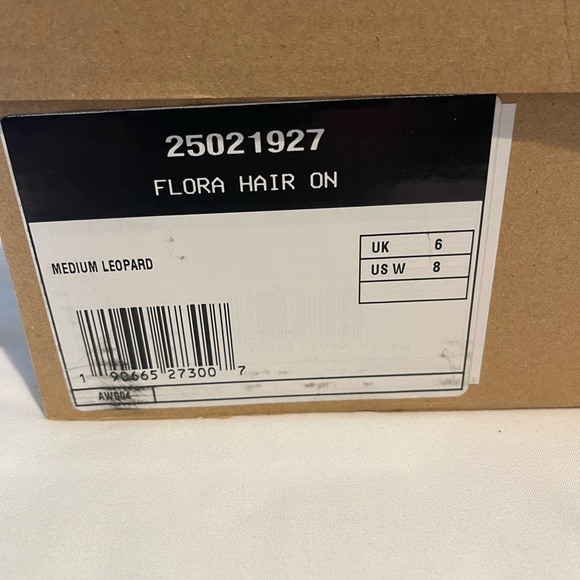 25021927
FLORA HAIR ON
MEDIUM LEOPARD
UK 6
US W 8
1 90665 27300 7
AW004